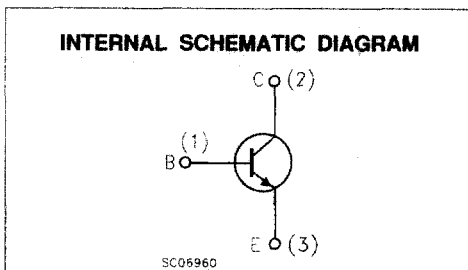 INTERNAL SCHEMATIC DIAGRAM
C (2)
(1)
B
E (3)
SC06960